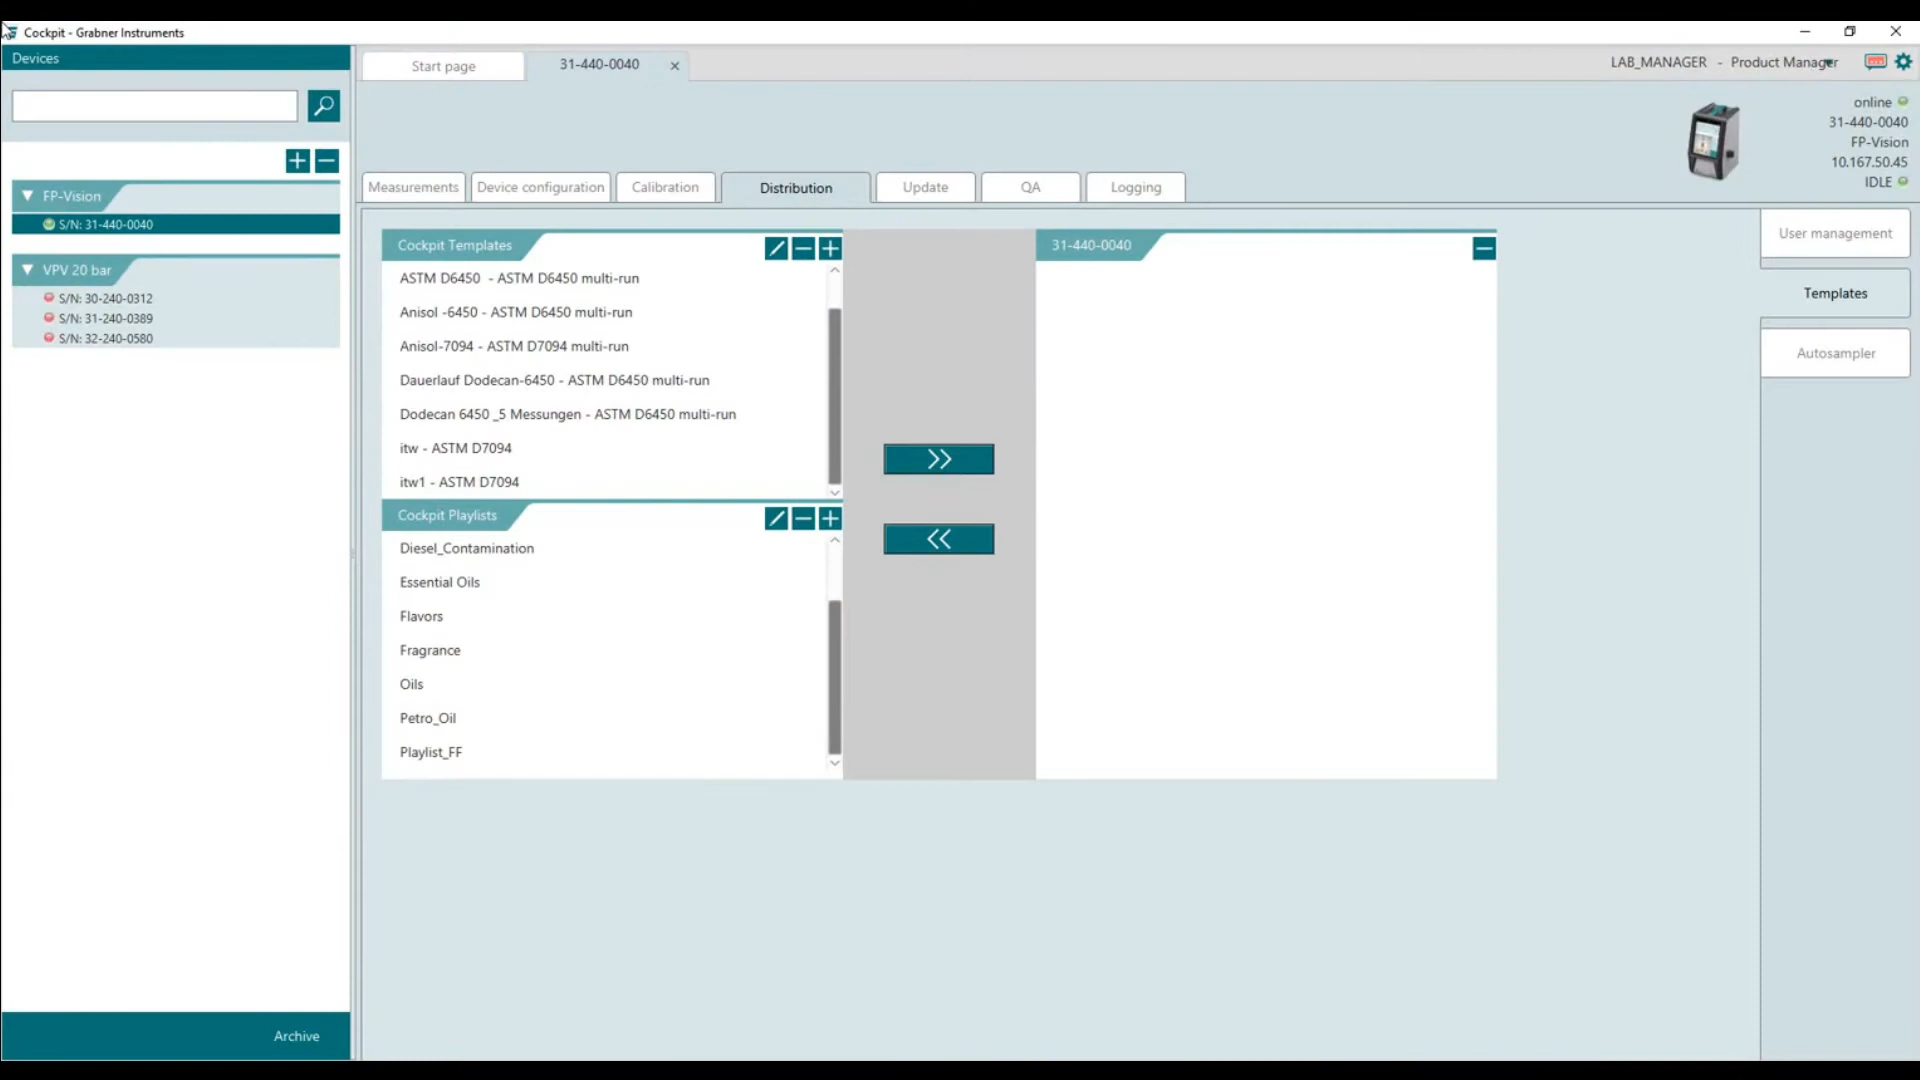 Cockpit - Grabner Instruments
Devices
Start page
31-440-0040
LAB_MANAGER - Product Manager
online
31-440-0040
FP-Vision
10.167.50.45
IDLE
Measurements
Device configuration
Calibration
Distribution
Update
QA
Logging
FP-Vision
S/N: 31-440-0040
VPV 20 bar
S/N: 30-240-0312
S/N: 31-240-0389
S/N: 32-240-0580
Cockpit Templates
ASTM D6450 - ASTM D6450 multi-run
Anisol -6450 - ASTM D6450 multi-run
Anisol-7094 - ASTM D7094 multi-run
Dauerlauf Dodecan-6450 - ASTM D6450 multi-run
Dodecan 6450 _5 Messungen - ASTM D6450 multi-run
itw - ASTM D7094
itw1 - ASTM D7094
Cockpit Playlists
Diesel_Contamination
Essential Oils
Flavors
Fragrance
Oils
Petro_Oil
Playlist_FF
31-440-0040
User management
Templates
Autosampler
Archive